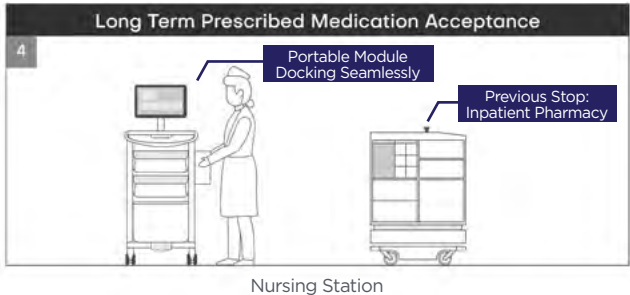 Long Term Prescribed Medication Acceptance
4
Portable Module
Docking Seamlessly
Previous Stop:
Inpatient Pharmacy
Nursing Station